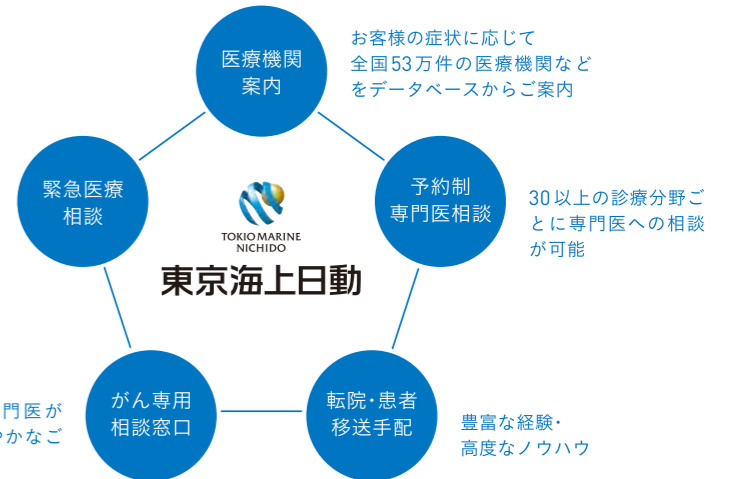 医療機関
案内
お客様の症状に応じて
全国53万件の医療機関など
をデータベースからご案内
緊急医療
相談
TOKIO MARINE
NICHIDO
東京海上日動
予約制
専門医相談
30以上の診療分野ご
とに専門医への相談
が可能
門医が
かなご
がん専用
相談窓口
転院・患者
移送手配
豊富な経験・
高度なノウハウ